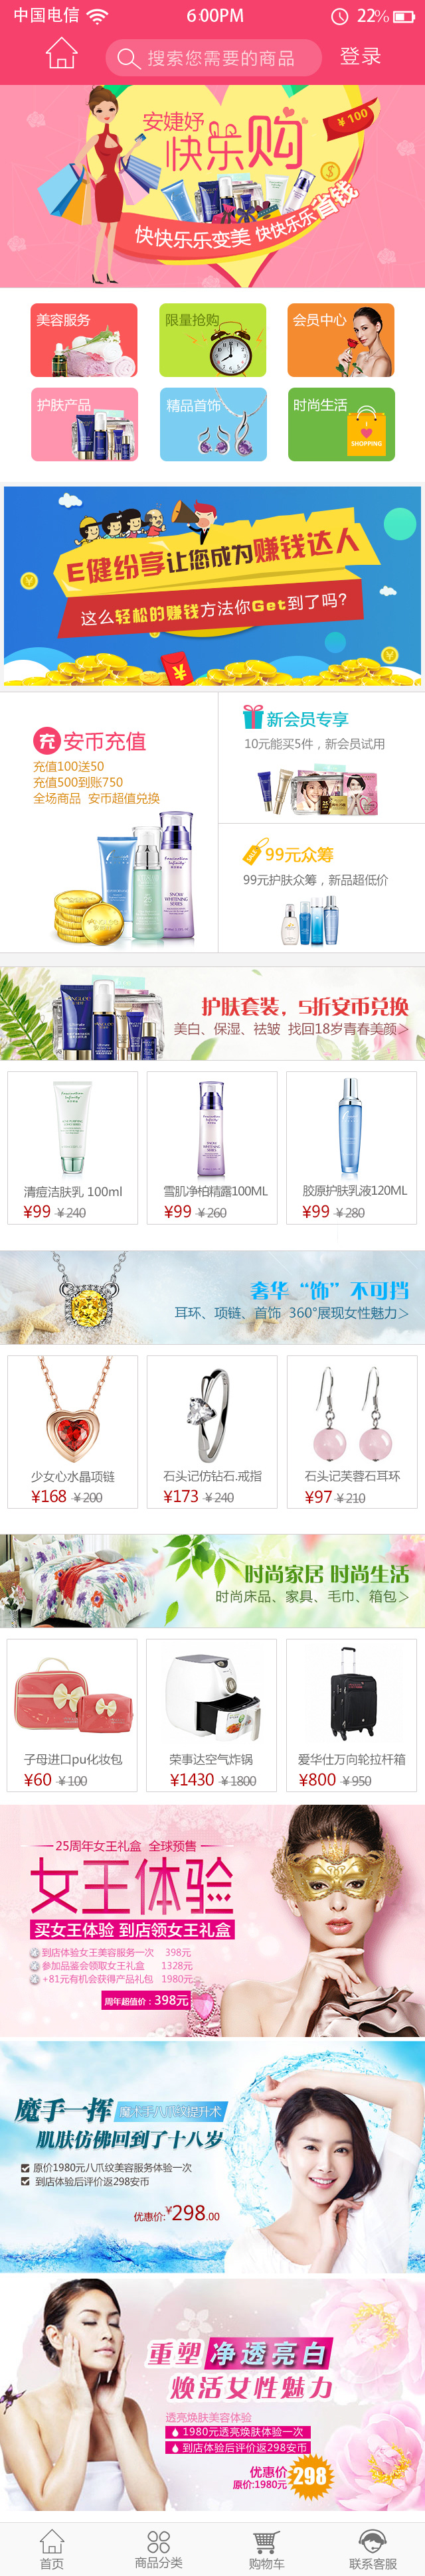 中国电信 6:00PM 22%
搜索您需要的商品 登录
安婕妤
快乐购
¥100
快快乐乐变美 快快乐乐省钱
美容服务 限量抢购 会员中心
护肤产品 精品首饰 时尚生活
SHOPPING
E健纷享让您成为赚钱达人
这么轻松的赚钱方法你Get到了吗?
充 安币充值
充值100送50
充值500到账750
全场商品 安币超值兑换
新会员专享
10元能买5件，新会员试用
99元众筹
99元护肤众筹，新品超低价
护肤套装，5折安币兑换
美白、保湿、祛皱 找回18岁青春美颜>
清痘洁肤乳 100ml 雪肌净柏精露100ML 胶原护肤乳液120ML
¥99 ¥240 ¥99 ¥260 ¥99 ¥280
奢华“饰”不可挡
耳环、项链、首饰 360°展现女性魅力>
少女心水晶项链 石头记仿钻石.戒指 石头记芙蓉石耳环
¥168 ¥200 ¥173 ¥240 ¥97 ¥210
时尚家居 时尚生活
时尚床品、家具、毛巾、箱包>
子母进口pu化妆包 荣事达空气炸锅 爱华仕万向轮拉杆箱
¥60 ¥100 ¥1430 ¥1800 ¥800 ¥950
25周年女王礼盒 全球预售
女王体验
买女王体验 到店领女王礼盒
到店体验女王美容服务一次 398元
参加品鉴会领取女王礼盒 1328元
+81元有机会获得产品礼包 1980元
周年超值价：398元
魔手一挥 魔术手八爪纹提升术
肌肤仿佛回到了十八岁
原价1980元八爪纹美容服务体验一次
到店体验后评价返298安币
优惠价:¥298.00
重塑净透亮白
焕活女性魅力
透亮焕肤美容体验
1980元透亮焕肤体验一次
到店体验后评价返298安币
优惠价
原价:1980元 298
首页 商品分类 购物车 联系客服